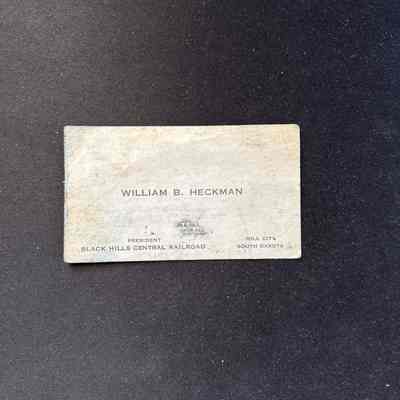 WILLIAM B. HECKMAN
PRESIDENT
BLACK HILLS CENTRAL RAILROAD
HILL CITY
SOUTH DAKOTA